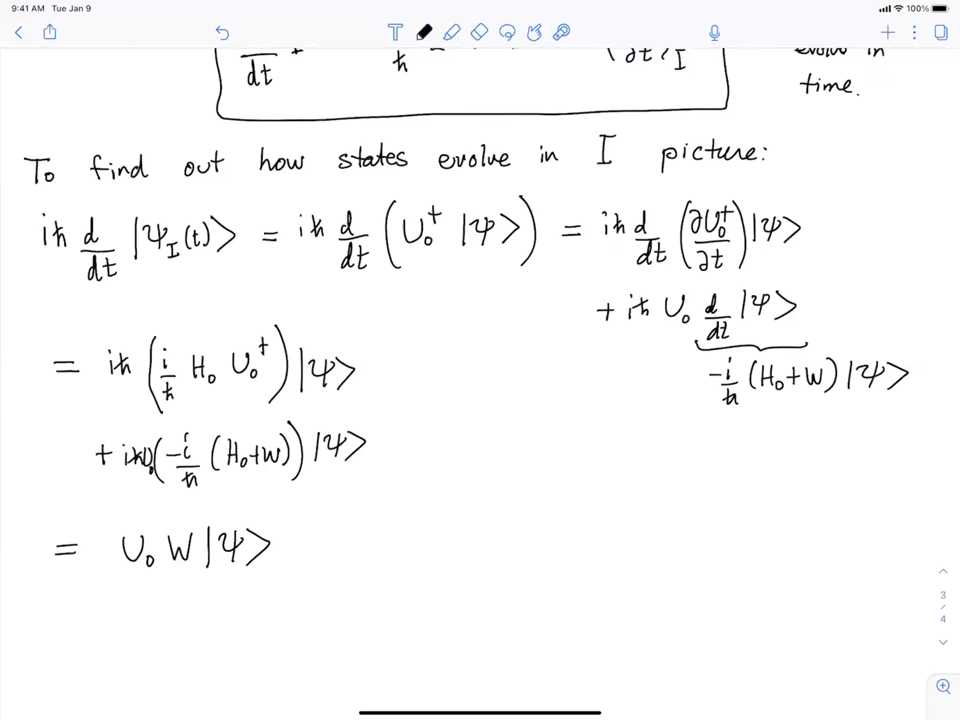 9:41 AM Tue Jan 9
100%
d/dt ħ (∂t)_I evolve in
time.
To find out how states evolve in I picture:
iħ d/dt |Ψ_I(t)> = iħ d/dt (U₀† |Ψ>) = iħ d/dt (∂U₀†/∂t) |Ψ>
+ iħ U₀ d/dt |Ψ>
= iħ (i/ħ H₀ U₀†) |Ψ>
-i/ħ (H₀+W) |Ψ>
+ iħU₀(-i/ħ (H₀+W)) |Ψ>
= U₀ W |Ψ>
3
/
4